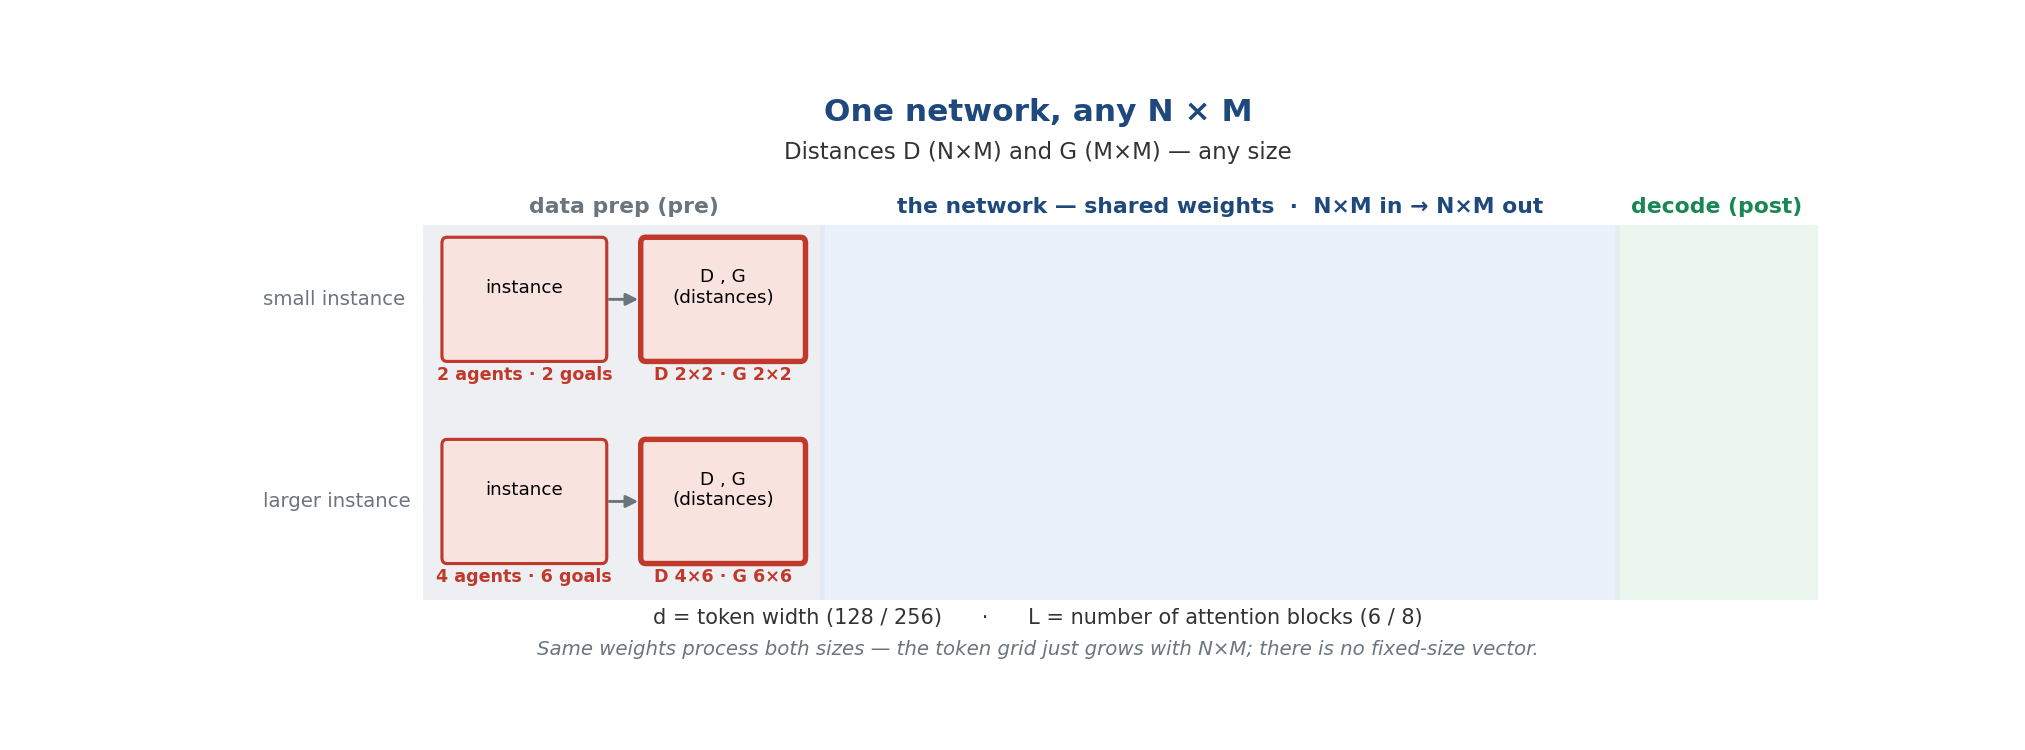 One network, any N × M
Distances D (N×M) and G (M×M) — any size
data prep (pre)
the network — shared weights · N×M in → N×M out
decode (post)
small instance
instance
D , G
(distances)
2 agents · 2 goals
D 2×2 · G 2×2
larger instance
instance
D , G
(distances)
4 agents · 6 goals
D 4×6 · G 6×6
d = token width (128 / 256) · L = number of attention blocks (6 / 8)
Same weights process both sizes — the token grid just grows with N×M; there is no fixed-size vector.